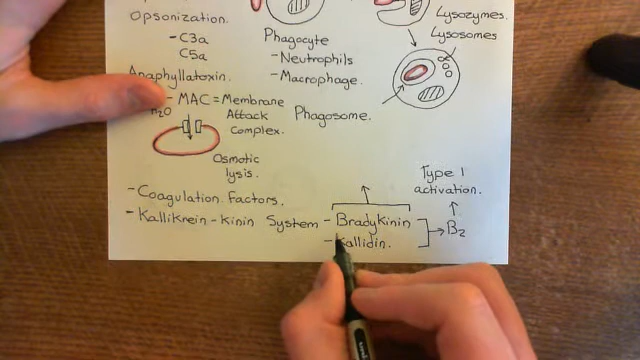 Opsonization.
- C3a
C5a
Anaphyllatoxin.
- MAC = Membrane
Attack
Complex.
H2O
Osmotic
lysis.
Phagocyte
- Neutrophils
- Macrophage.
Phagosome.
Lysozymes.
Lysosomes
- Coagulation Factors.
- Kallikrein - kinin System - Bradykinin
- Kallidin.
B2
Type 1
activation.